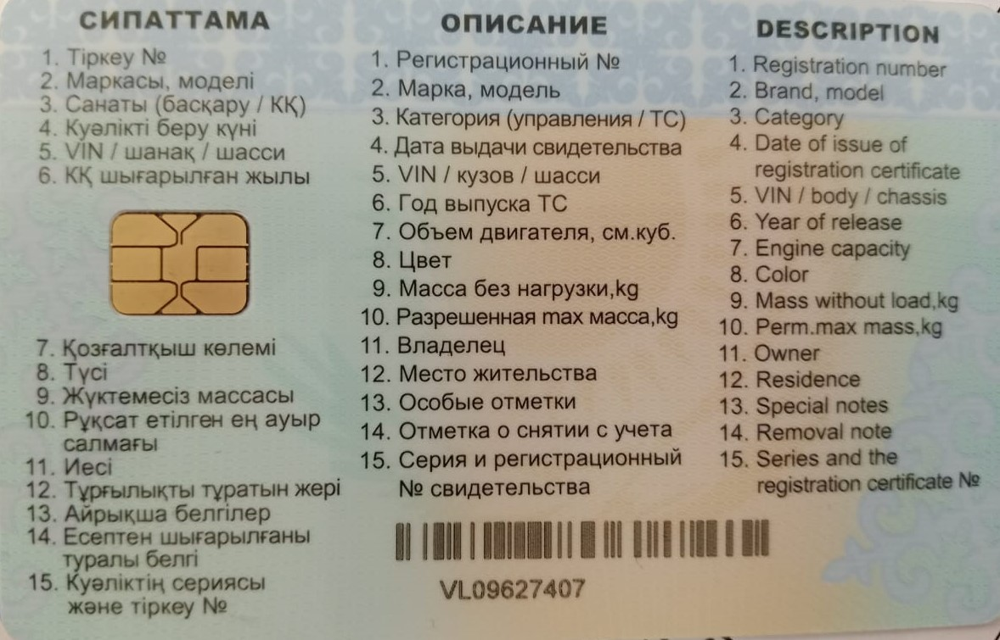 СИПАТТАМА
1. Тіркеу №
2. Маркасы, моделі
3. Санаты (басқару / КҚ)
4. Куәлікті беру күні
5. VIN / шанақ / шасси
6. КҚ шығарылған жылы
7. Қозғалтқыш көлемі
8. Түсі
9. Жүктемесіз массасы
10. Рұқсат етілген ең ауыр
салмағы
11. Иесі
12. Тұрғылықты тұратын жері
13. Айрықша белгілер
14. Есептен шығарылғаны
туралы белгі
15. Куәліктің сериясы
және тіркеу №
ОПИСАНИЕ
1. Регистрационный №
2. Марка, модель
3. Категория (управления / ТС)
4. Дата выдачи свидетельства
5. VIN / кузов / шасси
6. Год выпуска ТС
7. Объем двигателя, см.куб.
8. Цвет
9. Масса без нагрузки,kg
10. Разрешенная max масса,kg
11. Владелец
12. Место жительства
13. Особые отметки
14. Отметка о снятии с учета
15. Серия и регистрационный
№ свидетельства
VL09627407
DESCRIPTION
1. Registration number
2. Brand, model
3. Category
4. Date of issue of
registration certificate
5. VIN / body / chassis
6. Year of release
7. Engine capacity
8. Color
9. Mass without load,kg
10. Perm.max mass,kg
11. Owner
12. Residence
13. Special notes
14. Removal note
15. Series and the
registration certificate №